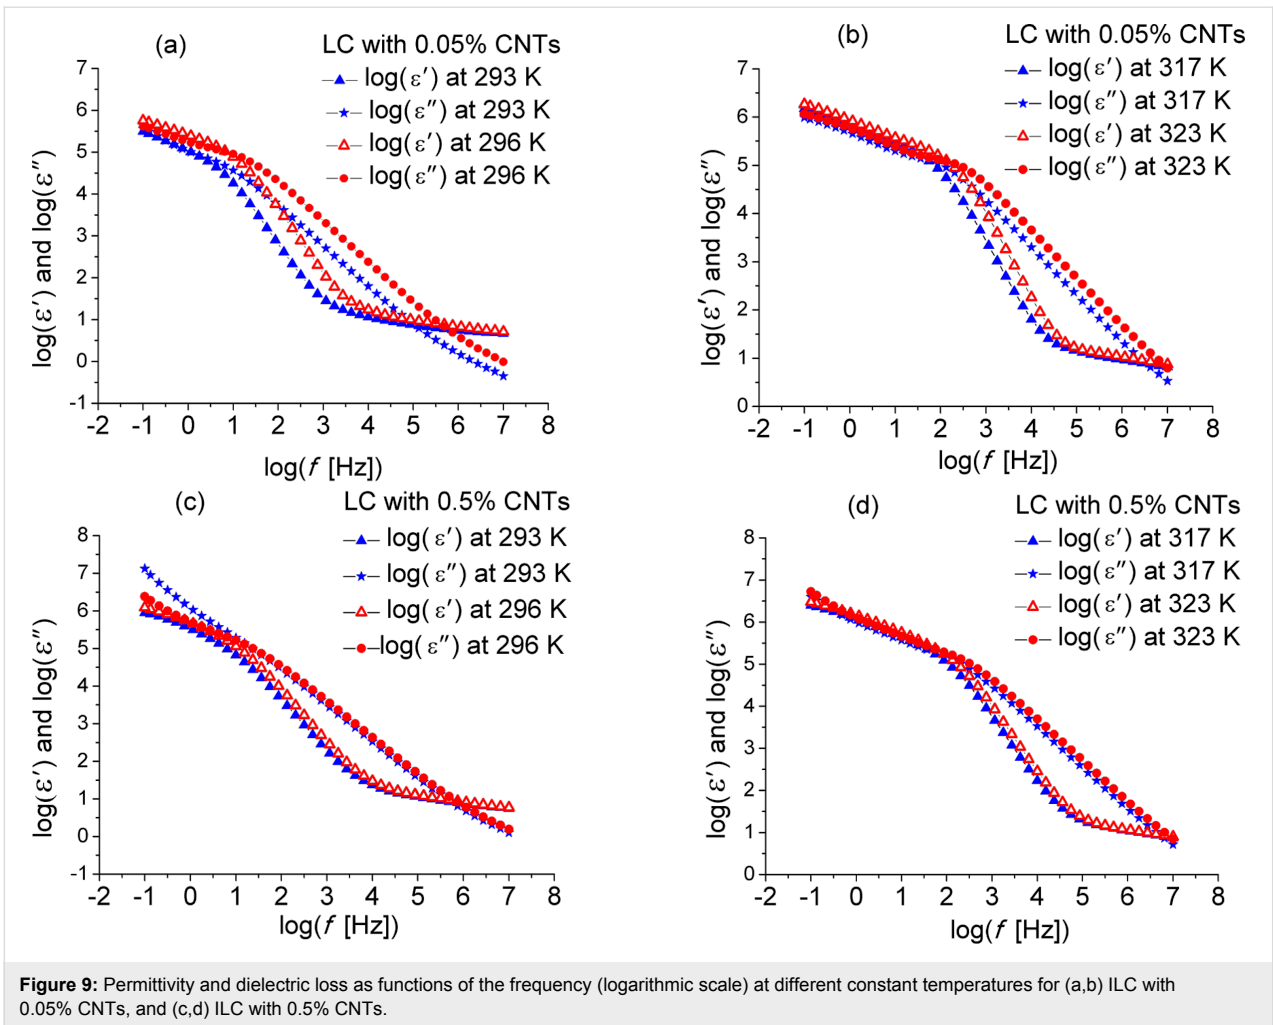 (a)
LC with 0.05% CNTs
log(ε′) at 293 K
log(ε″) at 293 K
log(ε′) at 296 K
log(ε″) at 296 K
7
6
5
4
3
2
1
0
-1
-2 -1 0 1 2 3 4 5 6 7 8
log(ε′) and log(ε″)
log(f [Hz])
(b)
LC with 0.05% CNTs
log(ε′) at 317 K
log(ε″) at 317 K
log(ε′) at 323 K
log(ε″) at 323 K
7
6
5
4
3
2
1
0
-2 -1 0 1 2 3 4 5 6 7 8
log(ε′) and log(ε″)
log(f [Hz])
(c)
LC with 0.5% CNTs
log(ε′) at 293 K
log(ε″) at 293 K
log(ε′) at 296 K
log(ε″) at 296 K
8
7
6
5
4
3
2
1
0
-1
-2 -1 0 1 2 3 4 5 6 7 8
log(ε′) and log(ε″)
log(f [Hz])
(d)
LC with 0.5% CNTs
log(ε′) at 317 K
log(ε″) at 317 K
log(ε′) at 323 K
log(ε″) at 323 K
8
7
6
5
4
3
2
1
0
-2 -1 0 1 2 3 4 5 6 7 8
log(ε′) and log(ε″)
log(f [Hz])
Figure 9: Permittivity and dielectric loss as functions of the frequency (logarithmic scale) at different constant temperatures for (a,b) ILC with
0.05% CNTs, and (c,d) ILC with 0.5% CNTs.